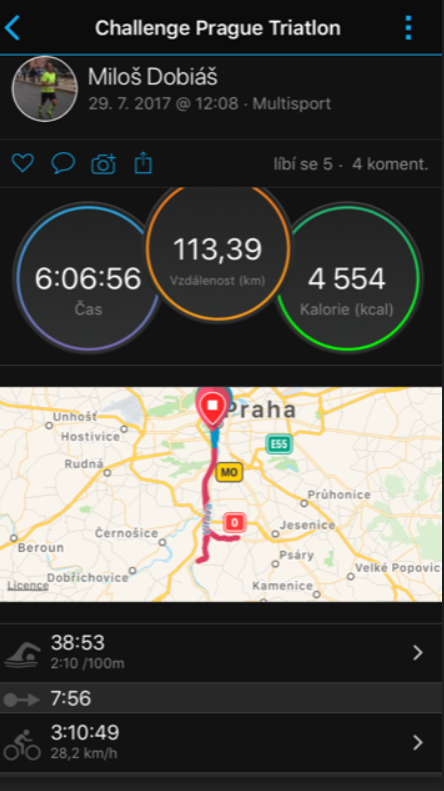 Challenge Prague Triatlon
Miloš Dobiáš
29. 7. 2017 @ 12:08 · Multisport
líbí se 5 · 4 koment.
6:06:56
Čas
113,39
Vzdálenost (km)
4 554
Kalorie (kcal)
Praha
Unhošť
Hostivice
E55
Rudná
MO
Průhonice
Vltava
0
Jesenice
Černošice
Beroun
Psáry
Velké Popovic
Dobřichovice
Licence
Kamenice
38:53
2:10 /100m
7:56
3:10:49
28,2 km/h